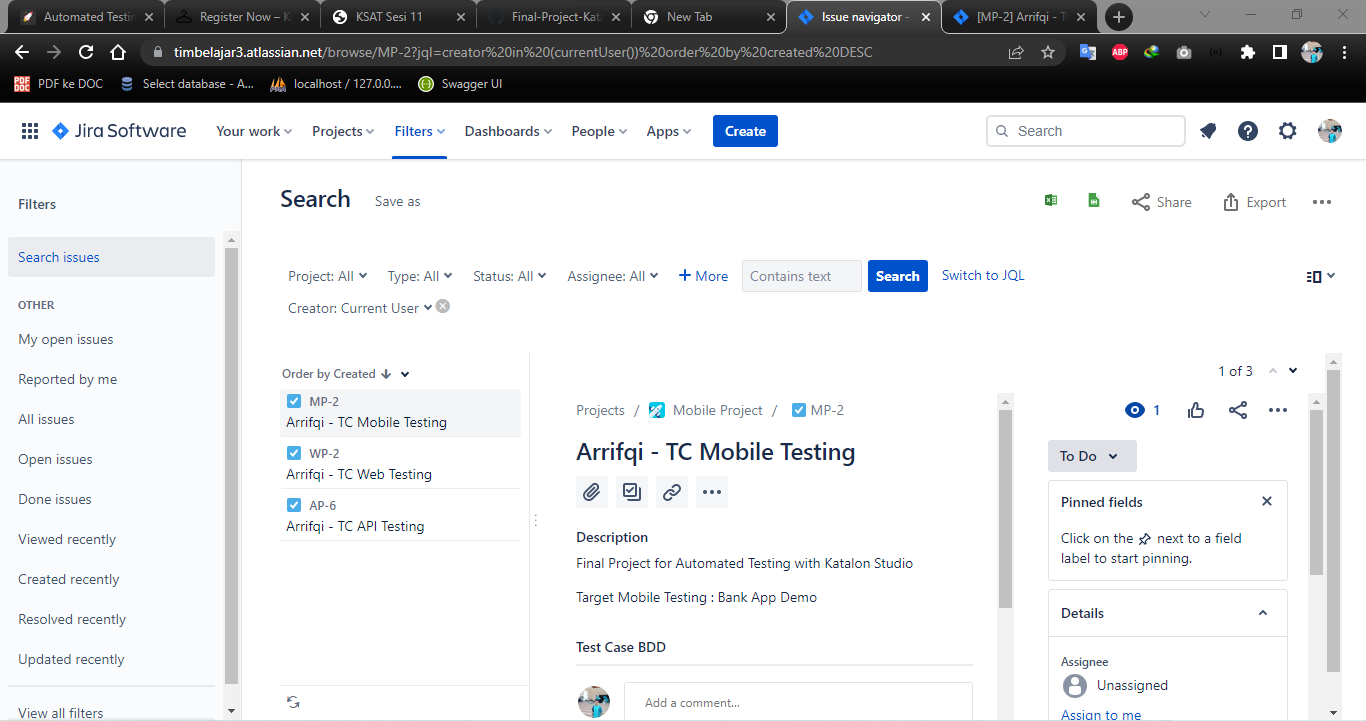 Automated Testin
Register Now – K
KSAT Sesi 11
Final-Project-Kata
New Tab
Issue navigator -
[MP-2] Arrifqi - T
timbelajar3.atlassian.net/browse/MP-2?jql=creator%20in%20(currentUser())%20order%20by%20created%20DESC
PDF ke DOC
Select database - A...
localhost / 127.0.0....
Swagger UI
Jira Software
Your work
Projects
Filters
Dashboards
People
Apps
Create
Search
Filters
Search issues
OTHER
My open issues
Reported by me
All issues
Open issues
Done issues
Viewed recently
Created recently
Resolved recently
Updated recently
View all filters
Search
Save as
Share
Export
Project: All
Type: All
Status: All
Assignee: All
+ More
Contains text
Search
Switch to JQL
Creator: Current User
Order by Created
MP-2
Arrifqi - TC Mobile Testing
WP-2
Arrifqi - TC Web Testing
AP-6
Arrifqi - TC API Testing
1 of 3
Projects / Mobile Project / MP-2
1
Arrifqi - TC Mobile Testing
Description
Final Project for Automated Testing with Katalon Studio
Target Mobile Testing : Bank App Demo
Test Case BDD
Add a comment...
To Do
Pinned fields
Click on the next to a field
label to start pinning.
Details
Assignee
Unassigned
Assign to me